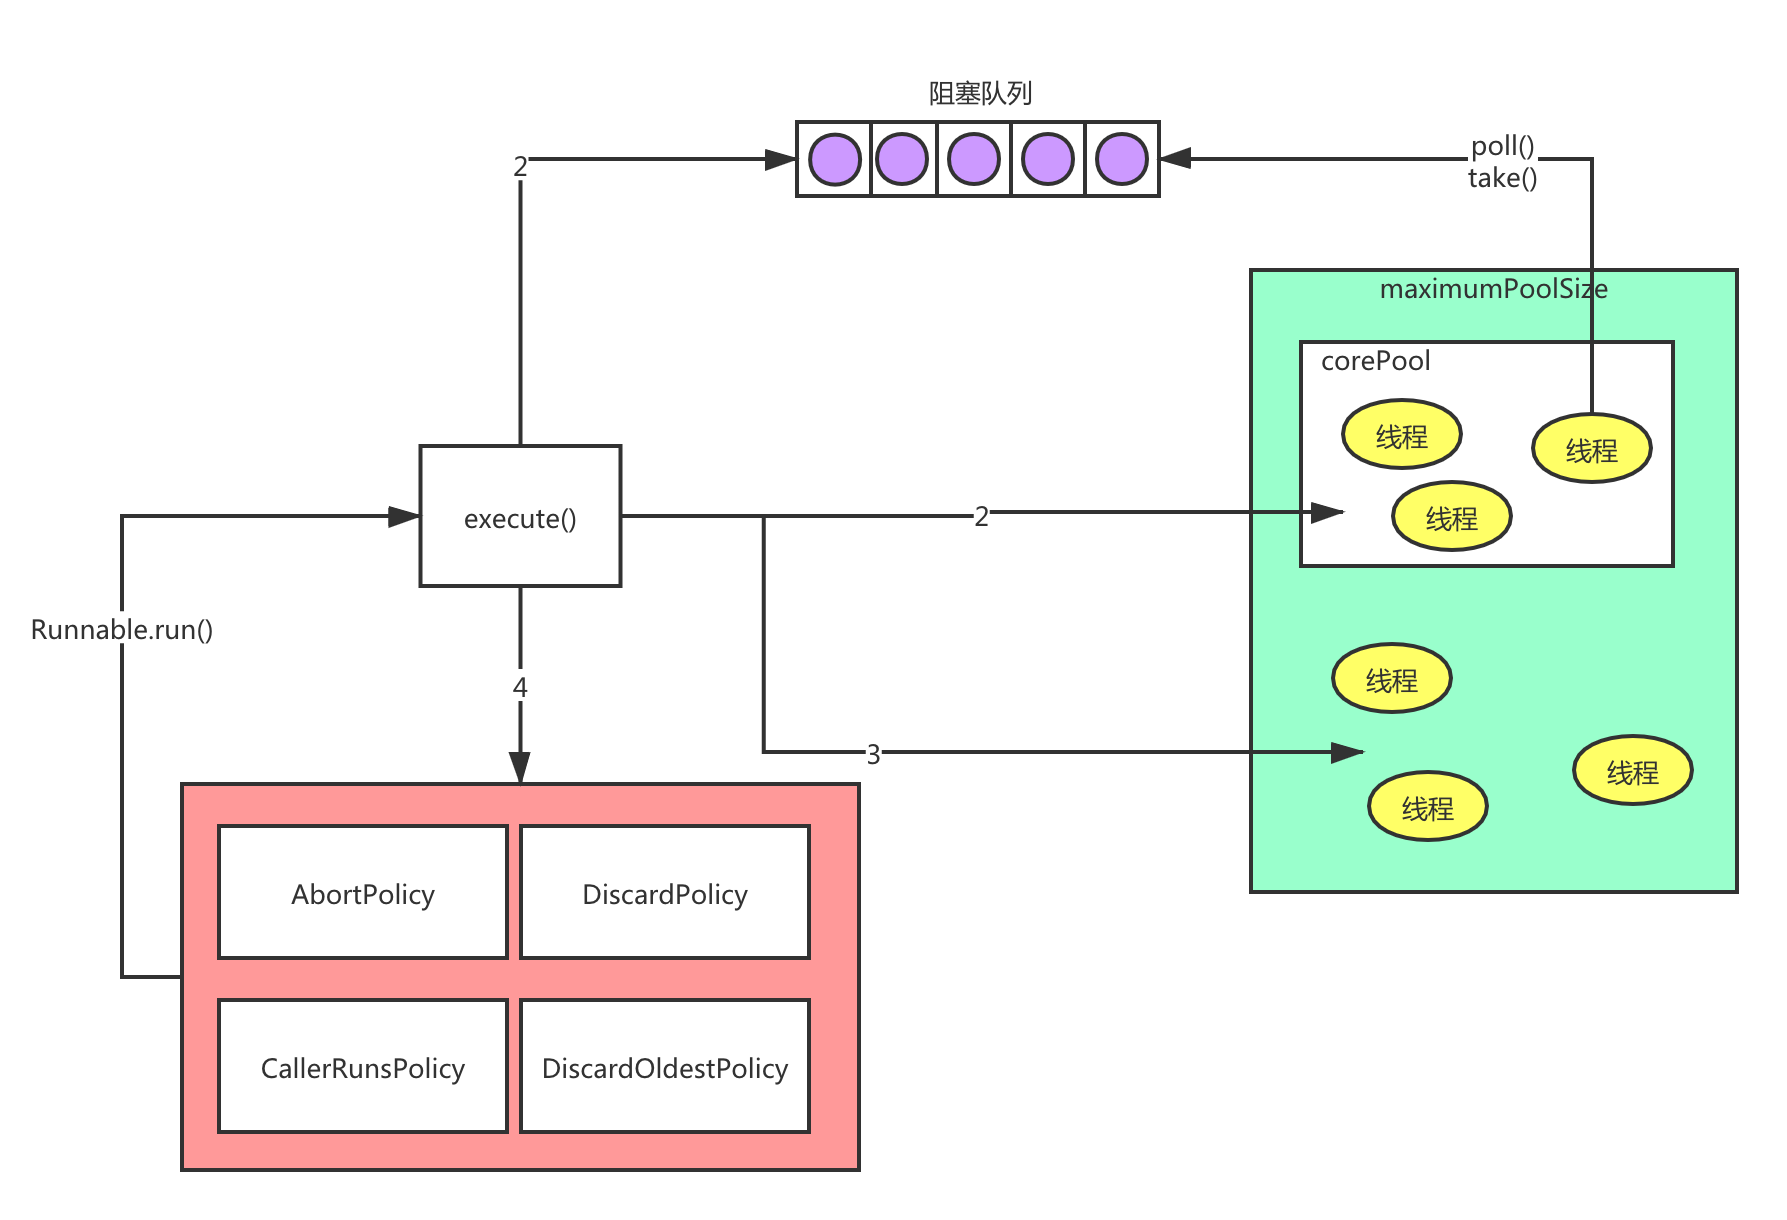 阻塞队列
2
poll()
take()
maximumPoolSize
corePool
线程
线程
线程
execute()
2
Runnable.run()
4
3
线程
线程
线程
AbortPolicy
DiscardPolicy
CallerRunsPolicy
DiscardOldestPolicy